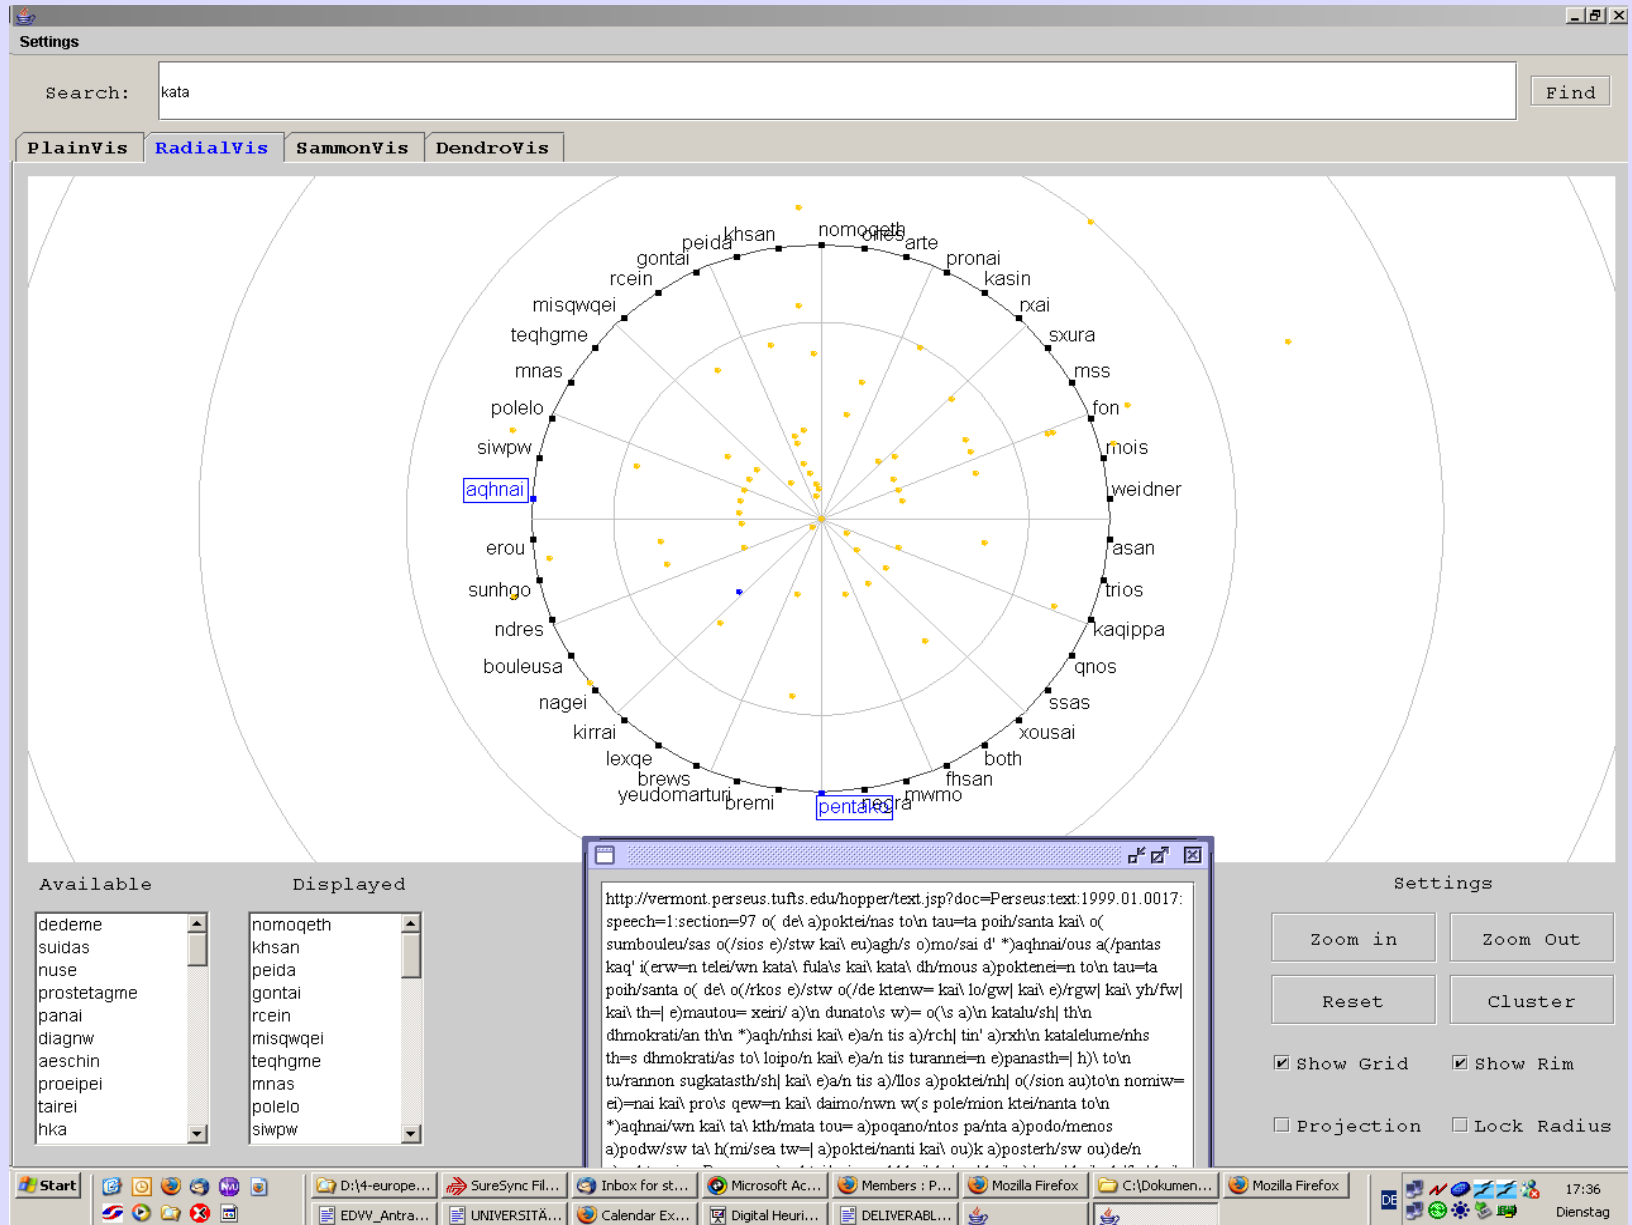 Settings
Search: kata Find
PlainVis RadialVis SammonVis DendroVis
nomoqeth
ories
arte
pronai
kasin
rxai
sxura
mss
fon
mois
weidner
asan
trios
kaqippa
qnos
ssas
xousai
both
fhsan
mwmo
negra
pentako
bremi
yeudomarturi
brews
lexqe
kirrai
nagei
bouleusa
ndres
sunhgo
erou
aqhnai
siwpw
polelo
mnas
teqhgme
misqwqei
rcein
gontai
peida
khsan
Available
dedeme
suidas
nuse
prostetagme
panai
diagnw
aeschin
proeipei
tairei
hka
Displayed
nomoqeth
khsan
peida
gontai
rcein
misqwqei
teqhgme
mnas
polelo
siwpw
http://vermont.perseus.tufts.edu/hopper/text.jsp?doc=Perseus:text:1999.01.0017:
speech=1:section=97 o( de\ a)poktei/nas to\n tau=ta poih/santa kai\ o(
sumbouleu/sas o(/sios e)/stw kai\ eu)agh/s o)mo/sai d' *)aqhnai/ous a(/pantas
kaq' i(erw=n telei/wn kata\ fula\s kai\ kata\ dh/mous a)poktenei=n to\n tau=ta
poih/santa o( de\ o(/rkos e)/stw o(/de ktenw= kai\ lo/gw| kai\ e)/rgw| kai\ yh/fw|
kai\ th=| e)mautou= xeiri/ a)\n dunato\s w)= o(\s a)\n katalu/sh| th\n
dhmokrati/an th\n *)aqh/nhsi kai\ e)a/n tis a)/rch| tin' a)rxh\n katalelume/nhs
th=s dhmokrati/as to\ loipo/n kai\ e)a/n tis turannei=n e)panasth=| h)\ to\n
tu/rannon sugkatasth/sh| kai\ e)a/n tis a)/llos a)poktei/nh| o(/sion au)to\n nomiw=
ei)=nai kai\ pro\s qew=n kai\ daimo/nwn w(s pole/mion ktei/nanta to\n
*)aqhnai/wn kai\ ta\ kth/mata tou= a)poqano/ntos pa/nta a)podo/menos
a)podw/sw ta\ h(mi/sea tw=| a)poktei/nanti kai\ ou)k a)posterh/sw ou)de/n
Settings
Zoom in Zoom Out
Reset Cluster
Show Grid Show Rim
Projection Lock Radius
Start D:\4-europe... SureSync Fil... Inbox for st... Microsoft Ac... Members : P... Mozilla Firefox C:\Dokumen... Mozilla Firefox DE 17:36
EDVV_Antra... UNIVERSITÄ... Calendar Ex... Digital Heuri... DELIVERABL... Dienstag